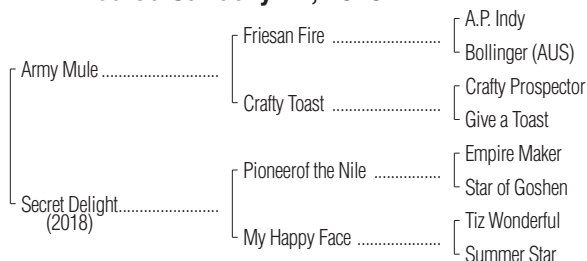 A.P. Indy
Friesan Fire ................................
Bollinger (AUS)
Army Mule ..........................
Crafty Prospector
Crafty Toast ................................
Give a Toast
Empire Maker
Pioneerof the Nile ....................
Star of Goshen
Secret Delight.............................
(2018)
Tiz Wonderful
My Happy Face .........................
Summer Star